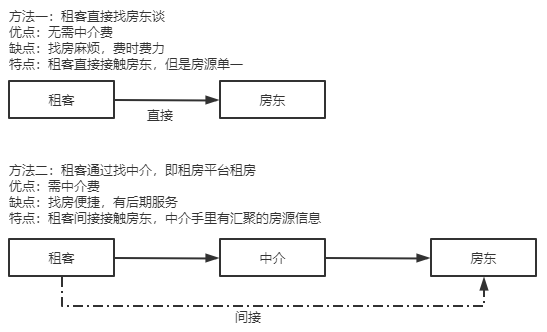 方法一：租客直接找房东谈
优点：无需中介费
缺点：找房麻烦，费时费力
特点：租客直接接触房东，但是房源单一
租客
房东
直接
方法二：租客通过找中介，即租房平台租房
优点：需中介费
缺点：找房便捷，有后期服务
特点：租客间接接触房东，中介手里有汇聚的房源信息
租客
中介
房东
间接